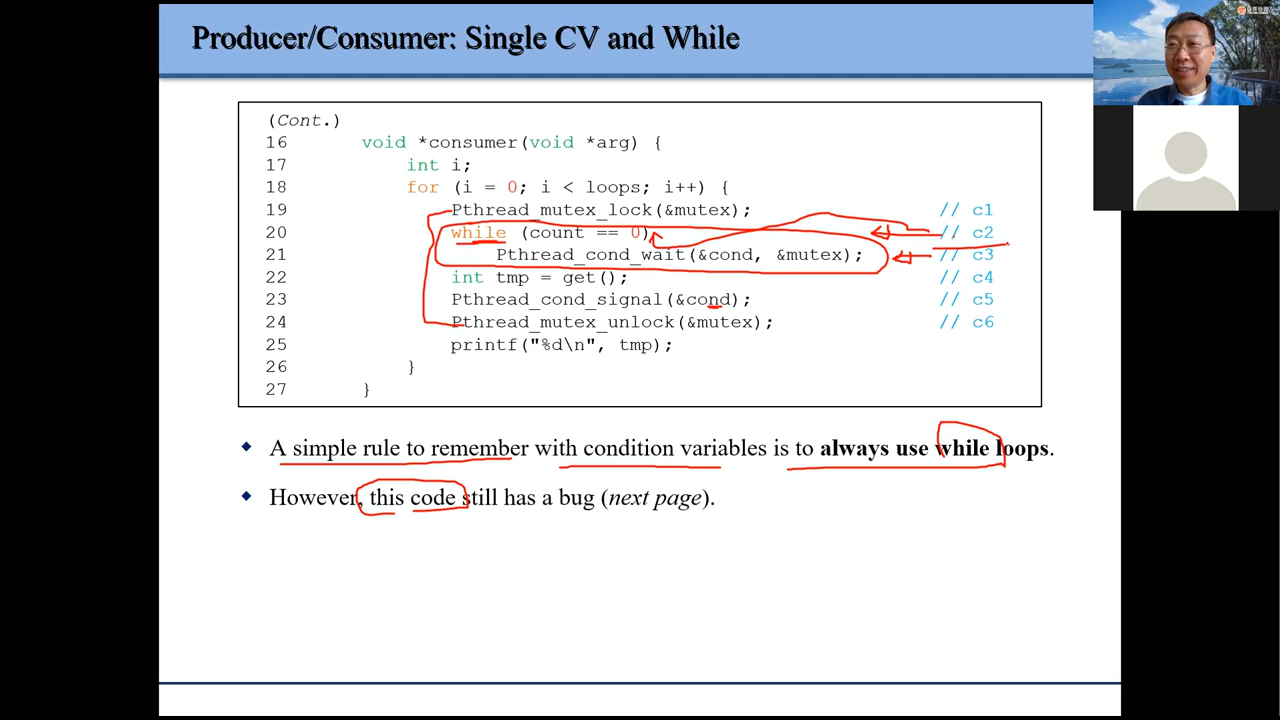 Producer/Consumer: Single CV and While
(Cont.)
16 void *consumer(void *arg) {
17 int i;
18 for (i = 0; i < loops; i++) {
19 Pthread_mutex_lock(&mutex); // c1
20 while (count == 0) // c2
21 Pthread_cond_wait(&cond, &mutex); // c3
22 int tmp = get(); // c4
23 Pthread_cond_signal(&cond); // c5
24 Pthread_mutex_unlock(&mutex); // c6
25 printf("%d\n", tmp);
26 }
27 }
◆ A simple rule to remember with condition variables is to always use while loops.
◆ However, this code still has a bug (next page).